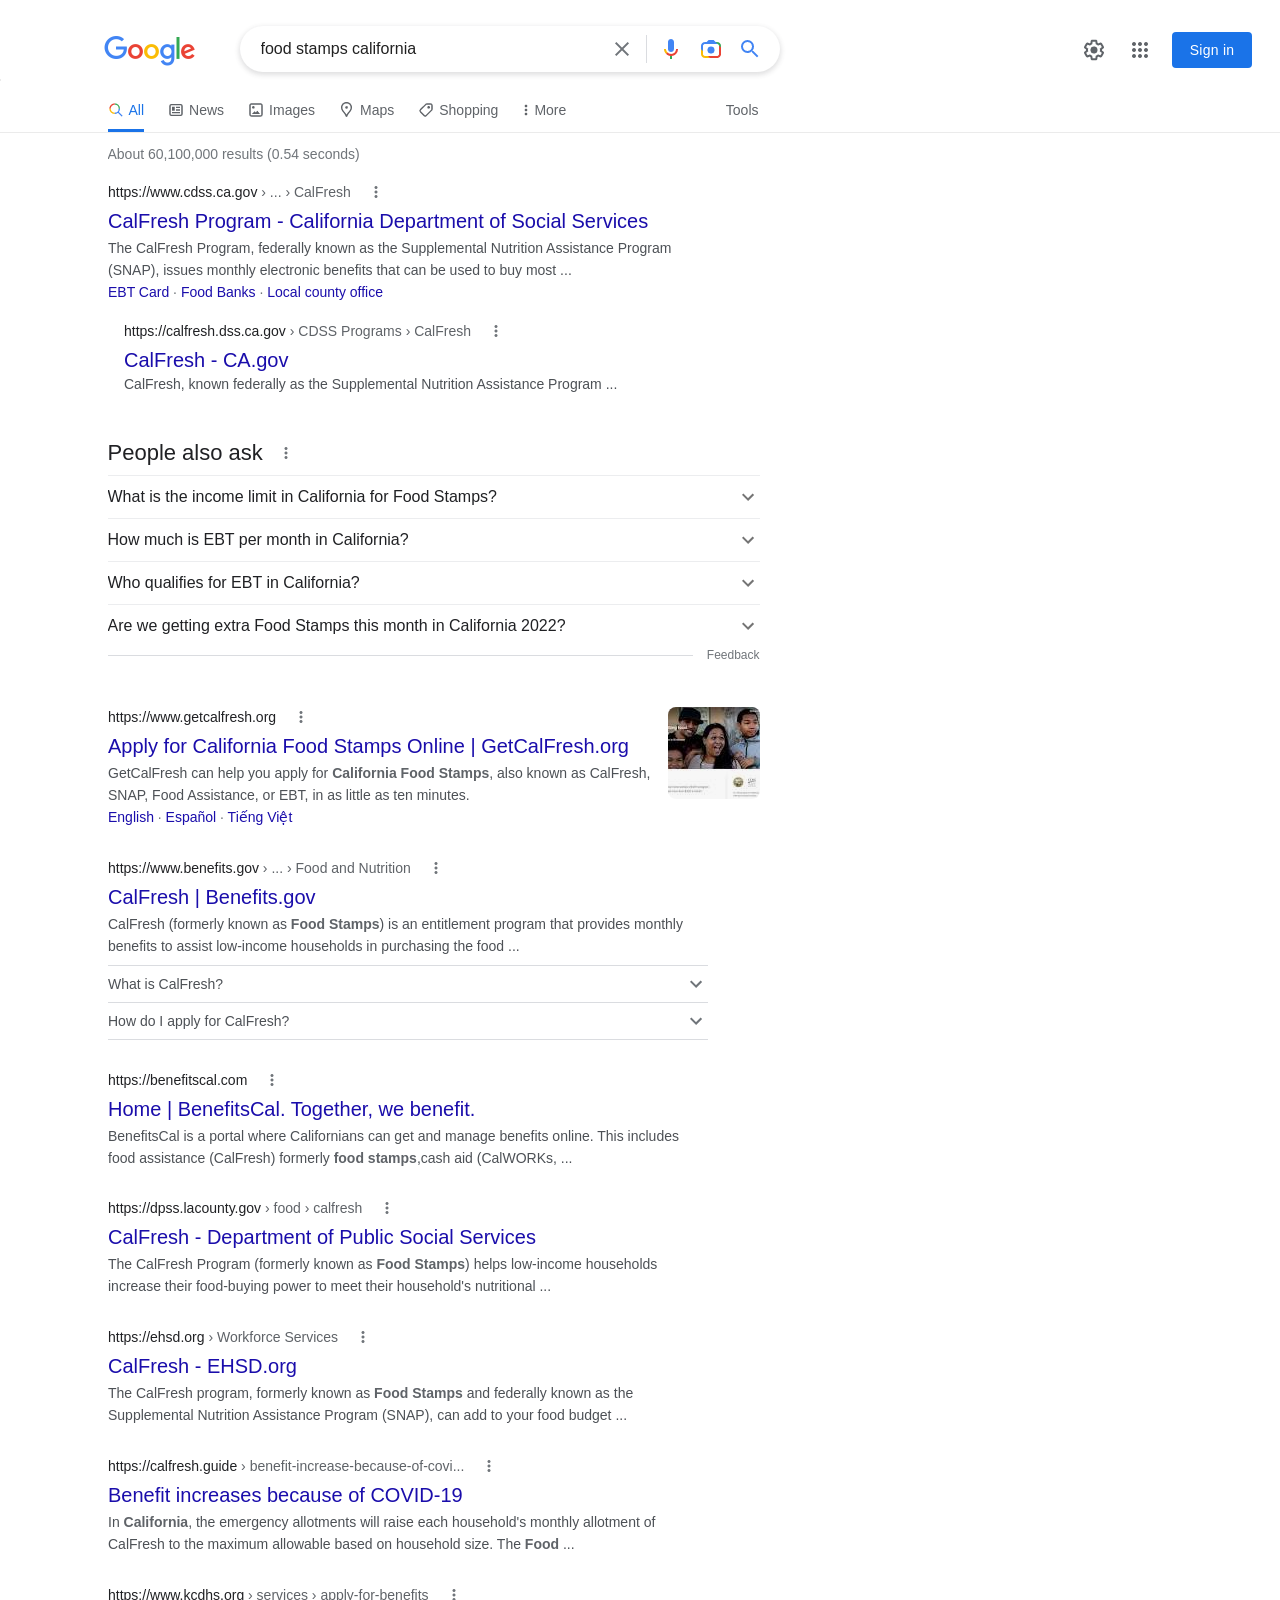 Google
food stamps california
Sign in
All
News
Images
Maps
Shopping
More
Tools
About 60,100,000 results (0.54 seconds)
https://www.cdss.ca.gov › ... › CalFresh
CalFresh Program - California Department of Social Services
The CalFresh Program, federally known as the Supplemental Nutrition Assistance Program
(SNAP), issues monthly electronic benefits that can be used to buy most ...
EBT Card · Food Banks · Local county office
https://calfresh.dss.ca.gov › CDSS Programs › CalFresh
CalFresh - CA.gov
CalFresh, known federally as the Supplemental Nutrition Assistance Program ...
People also ask
What is the income limit in California for Food Stamps?
How much is EBT per month in California?
Who qualifies for EBT in California?
Are we getting extra Food Stamps this month in California 2022?
Feedback
https://www.getcalfresh.org
Apply for California Food Stamps Online | GetCalFresh.org
GetCalFresh can help you apply for California Food Stamps, also known as CalFresh,
SNAP, Food Assistance, or EBT, in as little as ten minutes.
English · Español · Tiếng Việt
https://www.benefits.gov › ... › Food and Nutrition
CalFresh | Benefits.gov
CalFresh (formerly known as Food Stamps) is an entitlement program that provides monthly
benefits to assist low-income households in purchasing the food ...
What is CalFresh?
How do I apply for CalFresh?
https://benefitscal.com
Home | BenefitsCal. Together, we benefit.
BenefitsCal is a portal where Californians can get and manage benefits online. This includes
food assistance (CalFresh) formerly food stamps,cash aid (CalWORKs, ...
https://dpss.lacounty.gov › food › calfresh
CalFresh - Department of Public Social Services
The CalFresh Program (formerly known as Food Stamps) helps low-income households
increase their food-buying power to meet their household's nutritional ...
https://ehsd.org › Workforce Services
CalFresh - EHSD.org
The CalFresh program, formerly known as Food Stamps and federally known as the
Supplemental Nutrition Assistance Program (SNAP), can add to your food budget ...
https://calfresh.guide › benefit-increase-because-of-covi...
Benefit increases because of COVID-19
In California, the emergency allotments will raise each household's monthly allotment of
CalFresh to the maximum allowable based on household size. The Food ...
https://www.kcdhs.org › services › apply-for-benefits